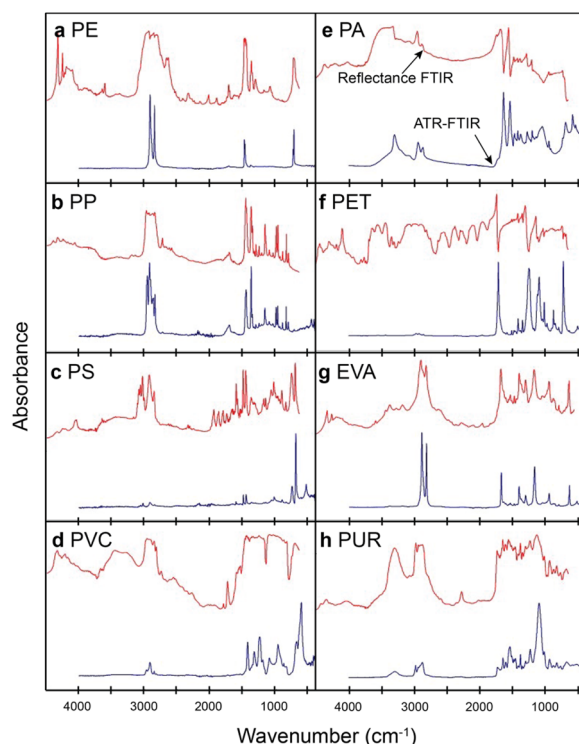 a PE
e PA
Reflectance FTIR
ATR-FTIR
b PP
f PET
c PS
g EVA
d PVC
h PUR
Absorbance
4000 3000 2000 1000 4000 3000 2000 1000
Wavenumber (cm⁻¹)